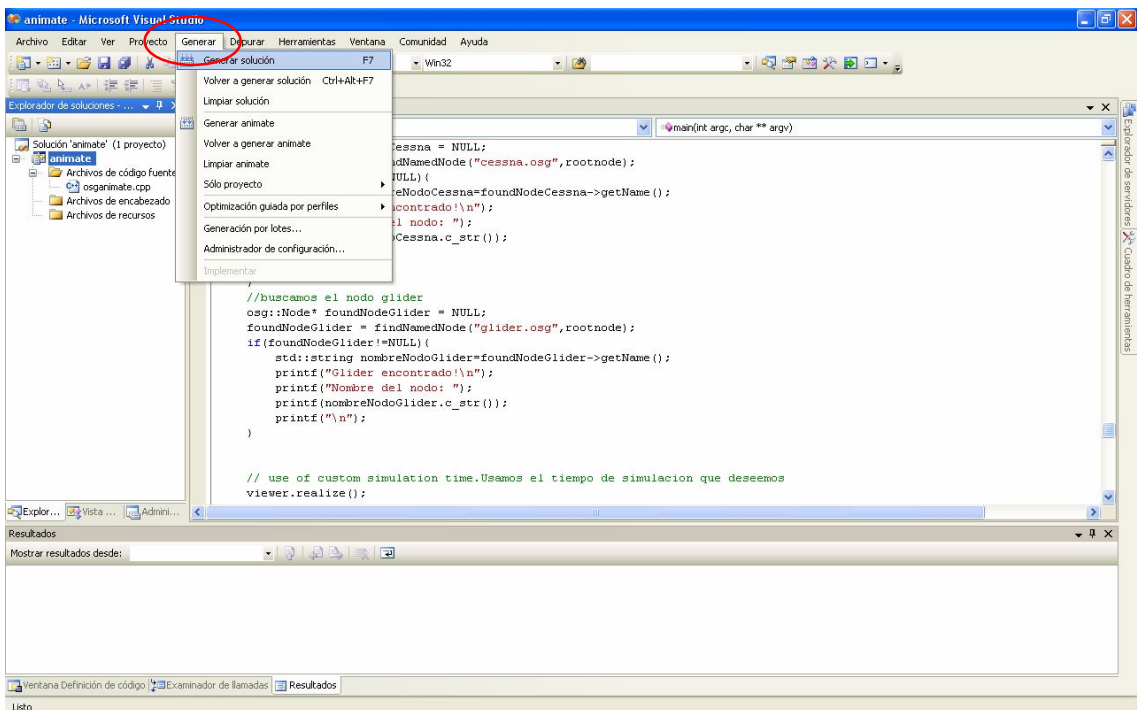 animate - Microsoft Visual Studio
Archivo Editar Ver Proyecto Generar Depurar Herramientas Ventana Comunidad Ayuda
Win32
Generar solución F7
Volver a generar solución Ctrl+Alt+F7
Limpiar solución
Generar animate
Volver a generar animate
Limpiar animate
Sólo proyecto
Optimización guiada por perfiles
Generación por lotes...
Administrador de configuración...
Implementar
Explorador de soluciones - ...
Solución 'animate' (1 proyecto)
animate
Archivos de código fuente
osganimate.cpp
Archivos de encabezado
Archivos de recursos
main(int argc, char ** argv)
Cessna = NULL;
ndNamedNode("cessna.osg",rootnode);
NULL){
reNodoCessna=foundNodeCessna->getName();
ncontrado!\n");
el nodo: ");
oCessna.c_str());
}
//buscamos el nodo glider
osg::Node* foundNodeGlider = NULL;
foundNodeGlider = findNamedNode("glider.osg",rootnode);
if(foundNodeGlider!=NULL){
std::string nombreNodoGlider=foundNodeGlider->getName();
printf("Glider encontrado!\n");
printf("Nombre del nodo: ");
printf(nombreNodoGlider.c_str());
printf("\n");
}
// use of custom simulation time.Usamos el tiempo de simulacion que deseemos
viewer.realize();
Explorador de servidores
Cuadro de herramientas
Explor... Vista ... Admini...
Resultados
Mostrar resultados desde:
Ventana Definición de código Examinador de llamadas Resultados
Listo